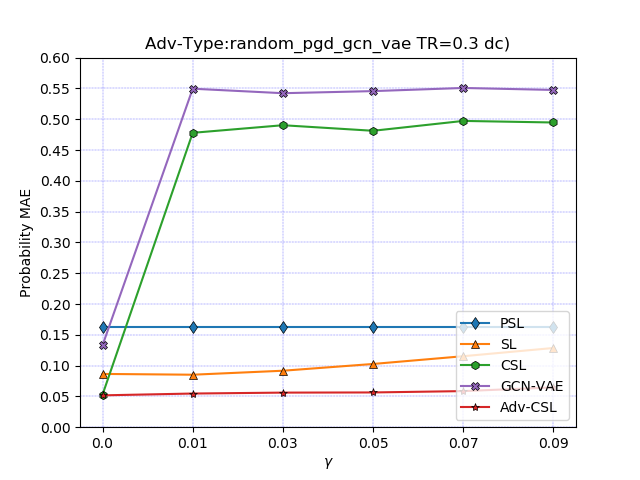 Adv-Type:random_pgd_gcn_vae TR=0.3 dc)
Probability MAE
0.60
0.55
0.50
0.45
0.40
0.35
0.30
0.25
0.20
0.15
0.10
0.05
0.00
PSL
SL
CSL
GCN-VAE
Adv-CSL
0.0 0.01 0.03 0.05 0.07 0.09
γ